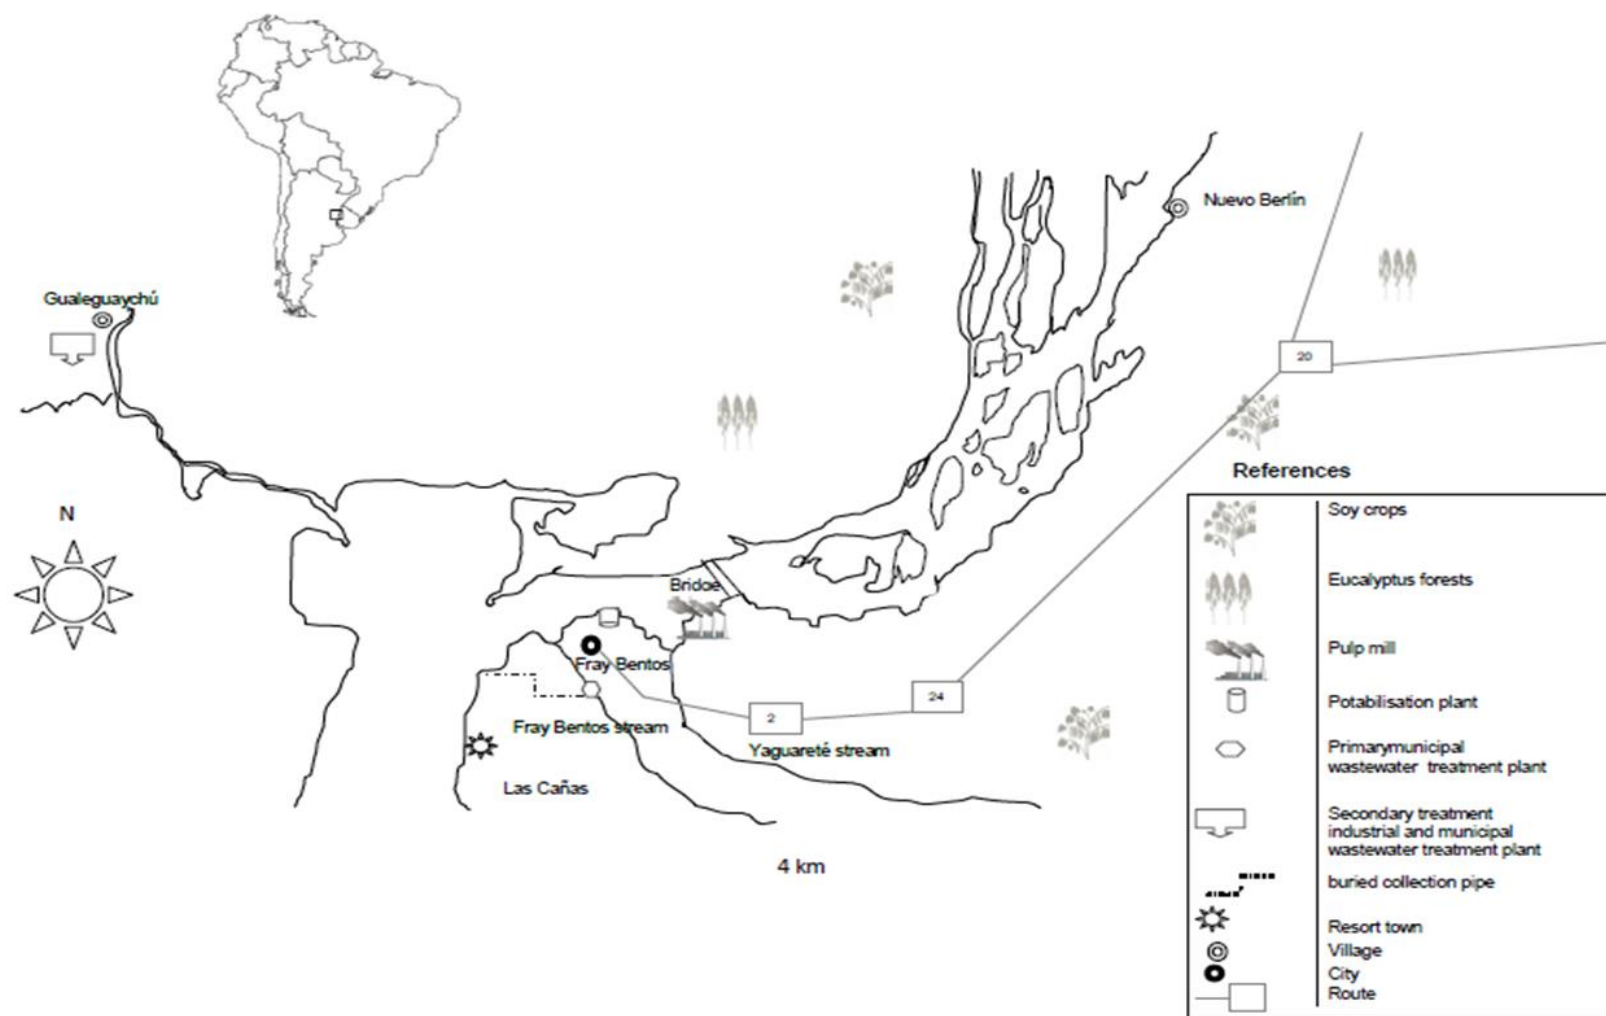 Nuevo Berlín
Gualeguaychú
20
References
N
Soy crops
Bridoe
Eucalyptus forests
Fray Bentos
Pulp mill
24
2
Potabilisation plant
Fray Bentos stream
Yaguareté stream
Primarymunicipal
wastewater treatment plant
Las Cañas
Secondary treatment
industrial and municipal
wastewater treatment plant
4 km
buried collection pipe
Resort town
Village
City
Route